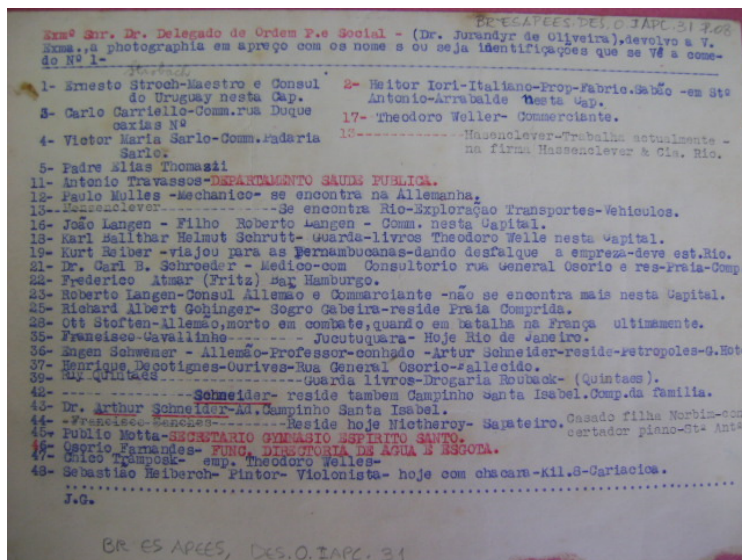 BR-ESAPEES.DES.O.IAPC.31 P.08
Exmº Snr. Dr. Delegado de Ordem P.e Social - (Dr. Jurandyr de Oliveira),devolvo a V.
Exma.,a photographia em apreço com os nome s ou seja identificações que se vê a come-
do Nº 1-
1- Ernesto Stroch-Maestro e Consul
do Uruguay nesta Cap.
3- Carlo Carriello-Comm.rua Duque
caxias Nº
4- Victor Maria Sarlo-Comm.Padaria
Sarlo.
2- Heitor Iori-Italiano-Prop-Fabric.Sabão -em Stº
Antonio-Arrabalde nesta Cap.
17- Theodoro Weller- Commerciante.
13----------Hasenclever-Trabalha actualmente -
na firma Hassenclever & Cia. Rio.
5- Padre Elias Thomasii
11- Antonio Travassos-DEPARTAMENTO SAUDE PUBLICA.
12- Paulo Mulles -Mechanico- se encontra na Allemanha.
13---Hensenclever---------------Se encontra Rio-Exploração Transportes-Vehiculos.
16- João Langen - Filho Roberto Langen - Comm. nesta Capital.
18- Karl Balthar Helmut Schrutt- Guarda-livros Theodoro Welle nesta Capital.
19- Kurt Reiber -viajou para as Pernambucanas-dando desfalque a empreza-deve est.Rio.
21- Dr. Carl B. Schroeder - Medico-com Consultorio rua General Osorio e res-Praia-Comp
22- Frederico Atmar (Fritz) Bar Hamburgo.
23- Roberto Langen-Consul Allemão e Commerciante -não se encontra mais nesta Capital.
25- Richard Albert Gohinger- Sogro Gabeira-reside Praia Comprida.
28- Ott Stoften-Allemão,morto em combate,quando em batalha na França ultimamente.
35- Francisco-Cavallinho--------- Jucutuquara- Hoje Rio de Janeiro.
36- Engen Schwemer - Allemão-Professor-conhado -Artur Schneider-reside-Petropoles-G.Hot
37- Henrique Decotignes-Ourives-Rua General Osorio-Fallecido.
39- Ruy Quintaes-----------------Guarda livros-Drogaria Rouback- (Quintaes).
42----------------Schneider- reside tambem Campinho Santa Isabel.Comp.da familia.
43- Dr. Arthur Schneider-Ad.Campinho Santa Isabel.
44- -Francisco-Sanches---------Reside hoje Nictheroy- Sapateiro.
Casado filha Norbim-con
certador piano-Stº Antº
45- Publio Motta-SECRETARIO GYMNASIO ESPIRITO SANTO.
46- Osorio Farnandes- FUNC. DIRECTORIA DE AGUA E ESGOTA.
47- Chico Tramposk- emp. Theodoro Welles-
48- Sebastião Heiberch- Pintor- Violonista- hoje com chacara-Kil.8-Cariacica.
J.G.
BR ES APEES, DES.O.IAPC.31